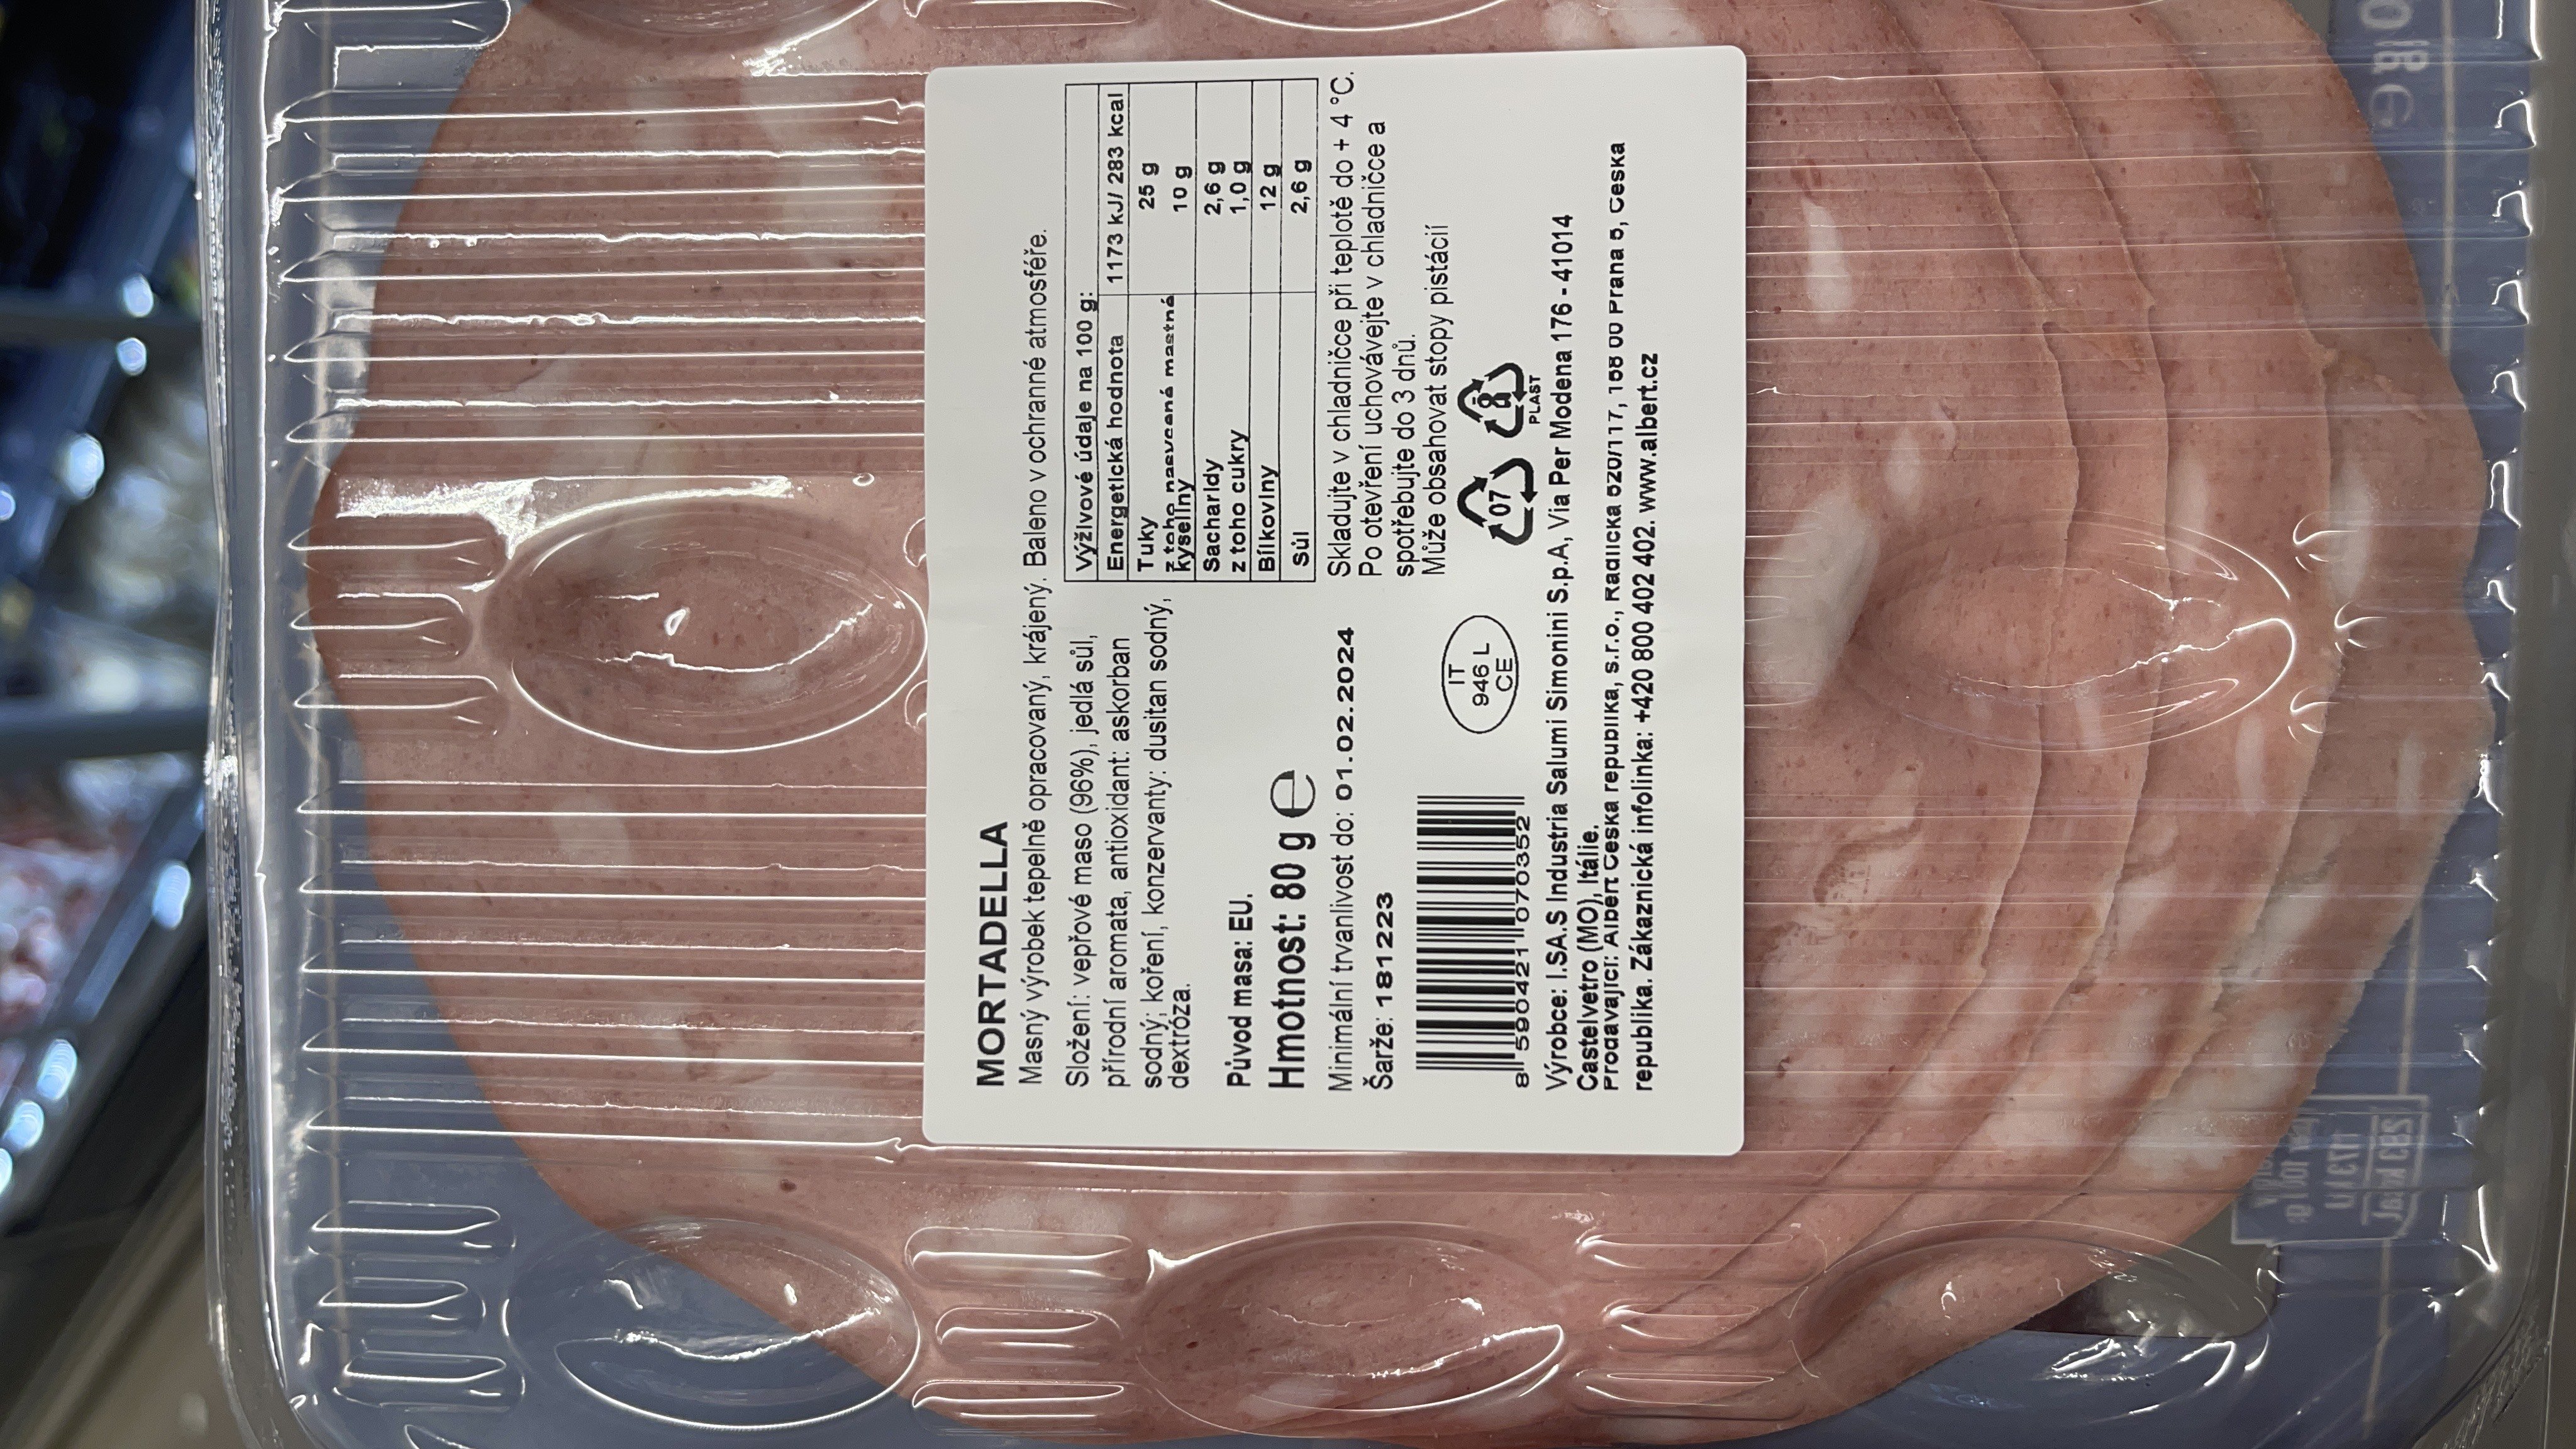 MORTADELLA
Masný výrobek tepelně opracovaný, krájený. Baleno v ochranné atmosféře.
Složení: vepřové maso (96%), jedlá sůl,
přírodní aromata, antioxidant: askorban
sodný; koření, konzervanty: dusitan sodný,
dextróza.
Původ masa: EU.
Hmotnost: 80 g ℮
Minimální trvanlivost do: 01.02.2024
Šarže: 181223
8 590421 070352
Výživové údaje na 100 g:
Energetická hodnota 1173 kJ/ 283 kcal
Tuky 25 g
z toho nasycené mastné
kyseliny 10 g
Sacharidy 2,6 g
z toho cukry 1,0 g
Bílkoviny 12 g
sůl 2,6 g
Skladujte v chladničce při teplotě do + 4 °C.
Po otevření uchovávejte v chladničce a
spotřebujte do 3 dnů.
Může obsahovat stopy pistácií
IT
946 L
CE
07
PLAST
Výrobce: I.SA.S Industria Salumi Simonini S.p.A, Via Per Modena 176 - 41014
Castelvetro (MO), Itálie.
Prodávající: Albert Česká republika, s.r.o., Radlická 520/117, 158 00 Praha 5, Česká
republika. Zákaznická infolinka: +420 800 402 402. www.albert.cz